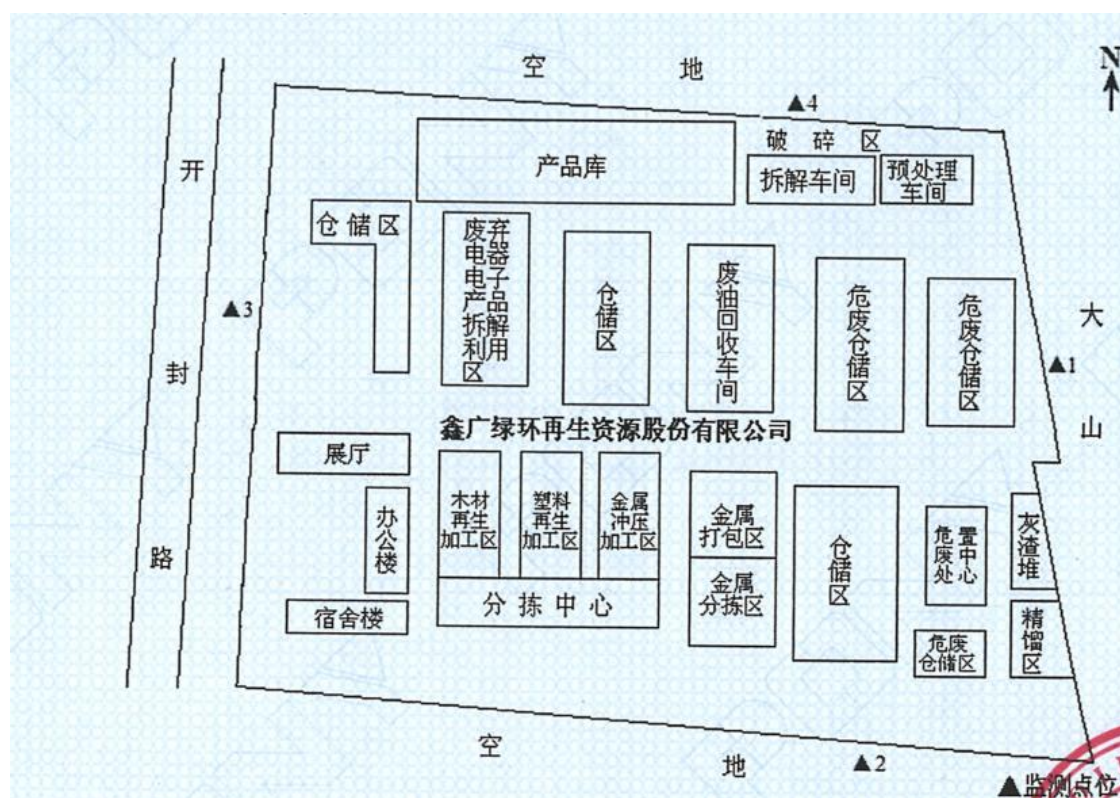 空 地
N
▲4
破 碎 区
产品库
拆解车间
预处理
车间
开封路
仓储区
废弃
电器
电子
产品
拆解
利用
区
仓储区
废油回收车间
危废仓储区
危废仓储区
▲3
▲1
大山
鑫广绿环再生资源股份有限公司
展厅
办公楼
宿舍楼
木材
再生
加工区
塑料
再生
加工区
金属
冲压
加工区
分拣中心
金属
打包区
金属
分拣区
仓储区
危废处
置中心
灰渣堆
危废
仓储区
精馏区
空 地
▲2
▲监测点位